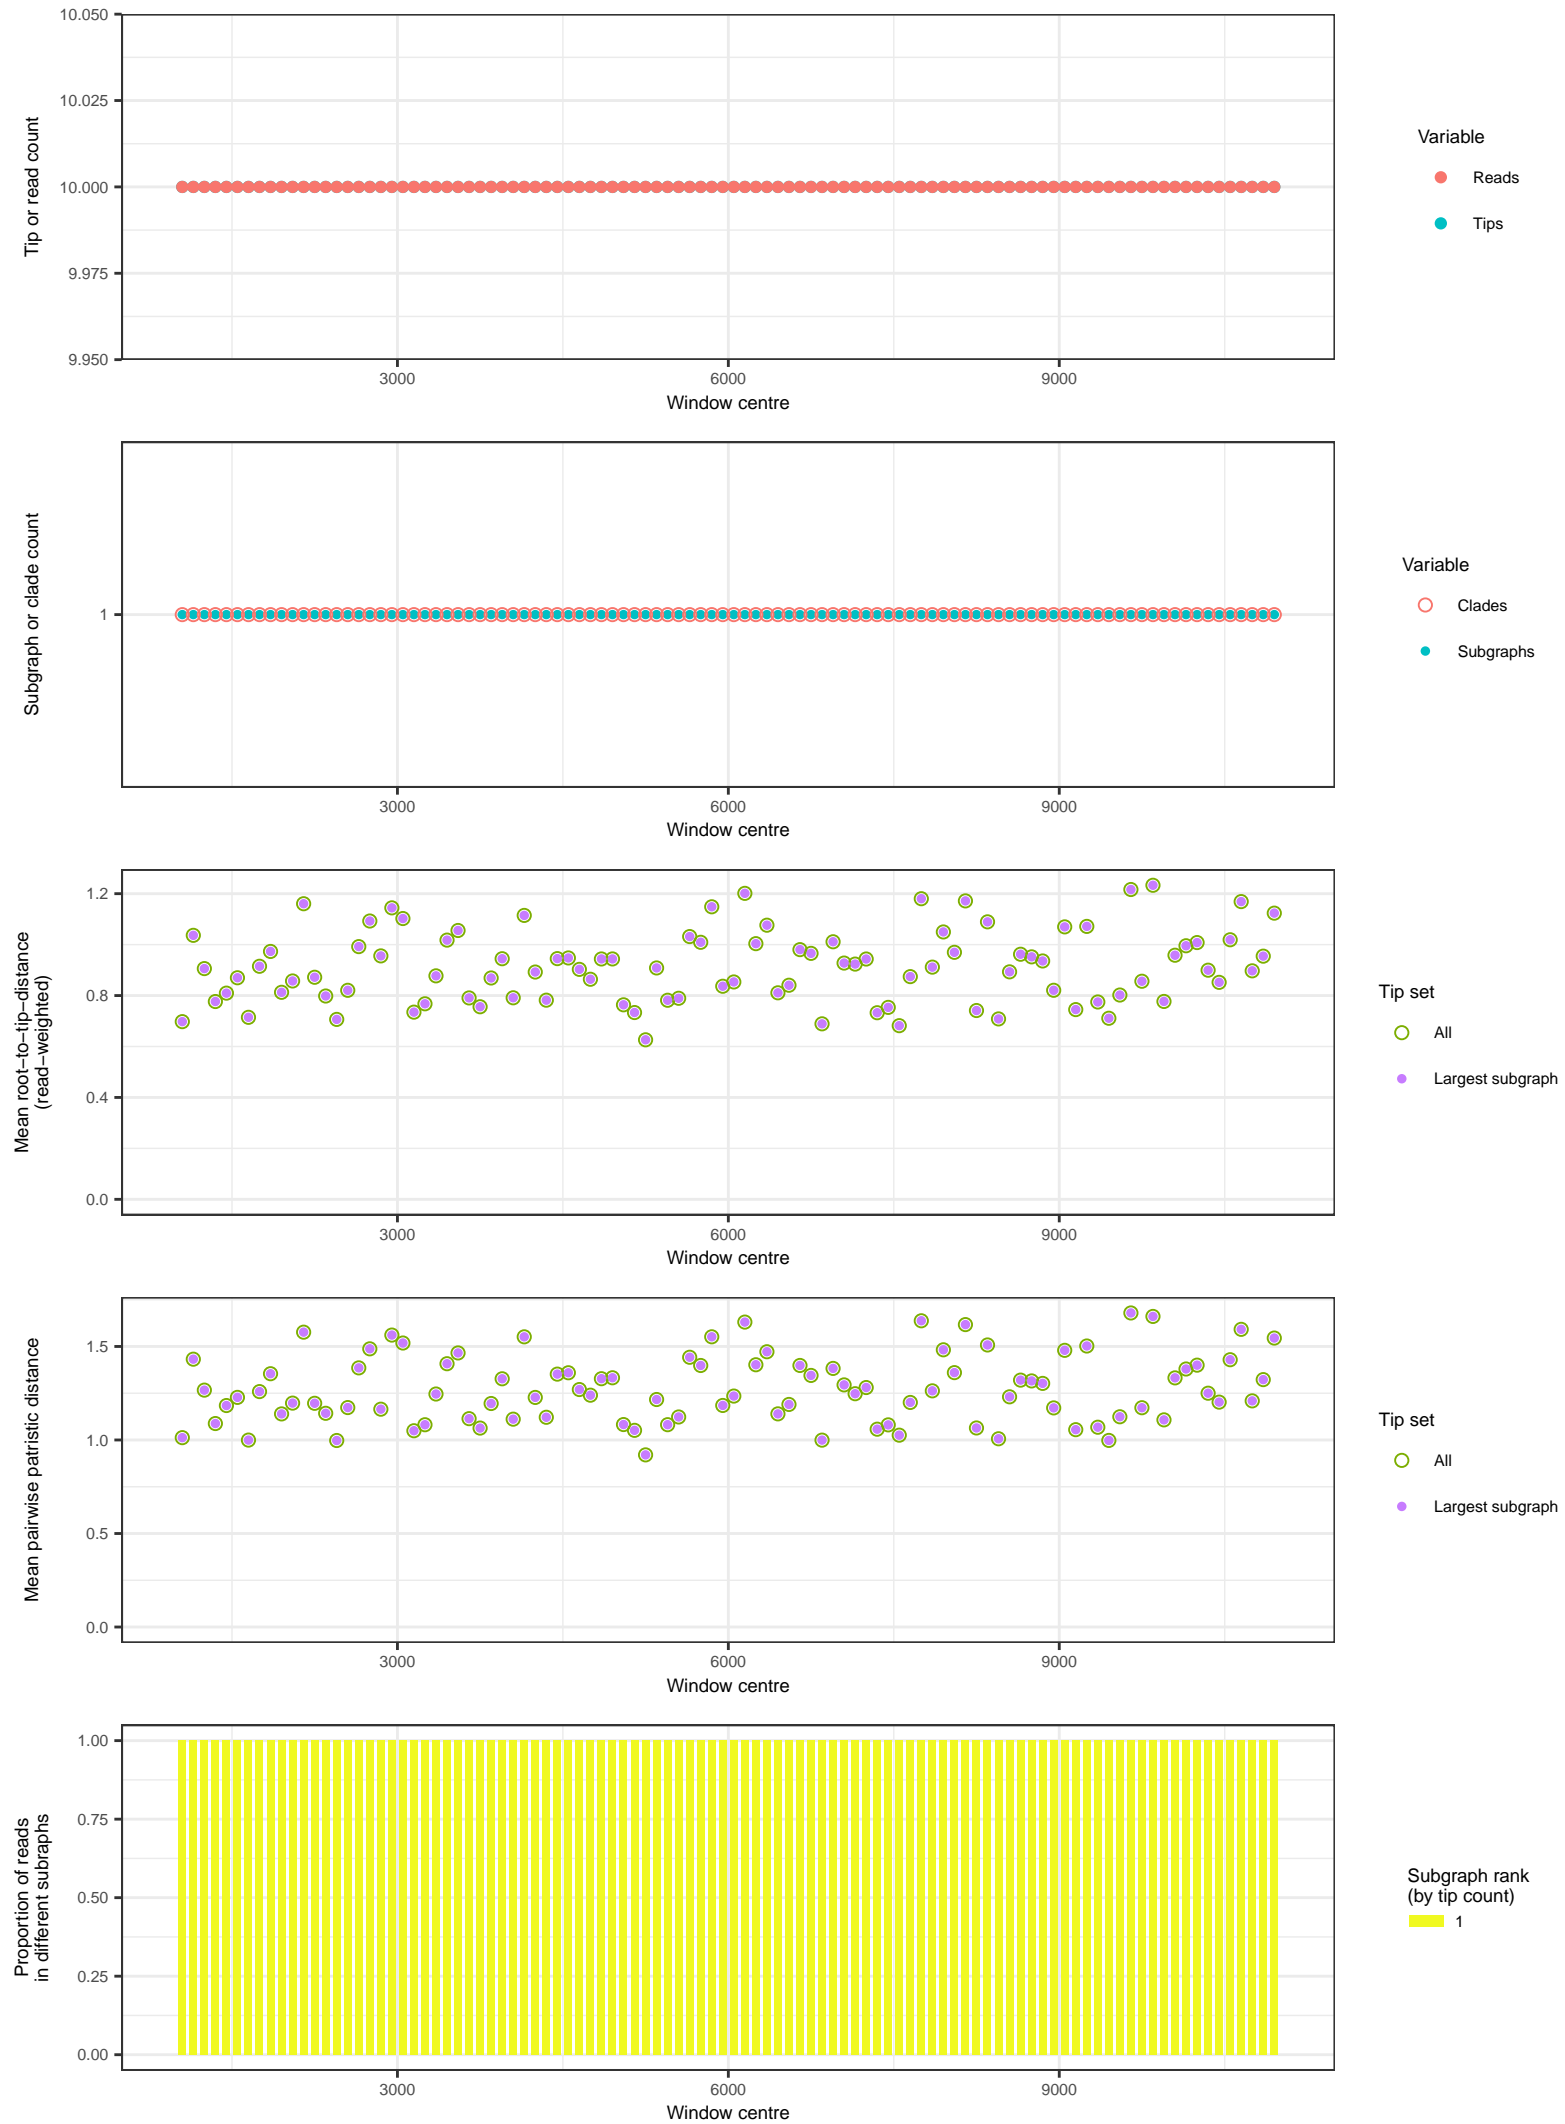 10.050
10.025
10.000
9.975
9.950
Tip or read count
3000 6000 9000
Window centre
Variable
Reads
Tips
1
Subgraph or clade count
3000 6000 9000
Window centre
Variable
Clades
Subgraphs
1.2
0.8
0.4
0.0
Mean root−to−tip−distance
(read−weighted)
3000 6000 9000
Window centre
Tip set
All
Largest subgraph
1.5
1.0
0.5
0.0
Mean pairwise patristic distance
3000 6000 9000
Window centre
Tip set
All
Largest subgraph
1.00
0.75
0.50
0.25
0.00
Proportion of reads
in different subraphs
3000 6000 9000
Window centre
Subgraph rank
(by tip count)
1